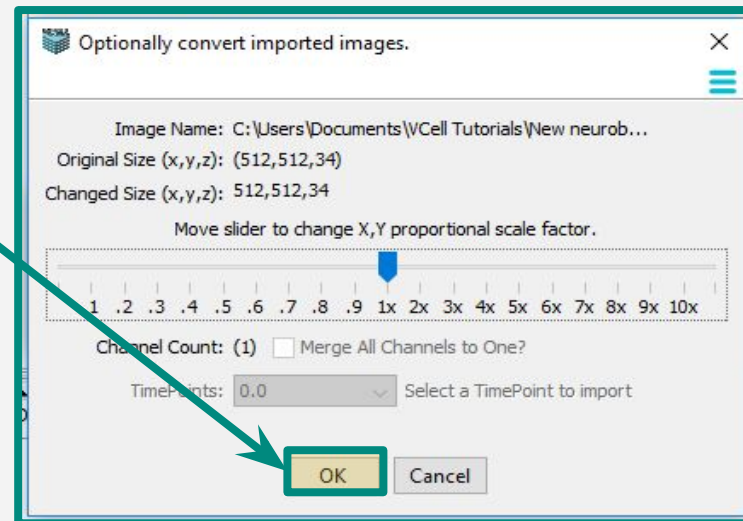 Optionally convert imported images.
Image Name: C:\Users\Documents\VCell Tutorials\New neurob...
Original Size (x,y,z): (512,512,34)
Changed Size (x,y,z): 512,512,34
Move slider to change X,Y proportional scale factor.
.1 .2 .3 .4 .5 .6 .7 .8 .9 1x 2x 3x 4x 5x 6x 7x 8x 9x 10x
Channel Count: (1) Merge All Channels to One?
TimePoints: 0.0 Select a TimePoint to import
OK Cancel